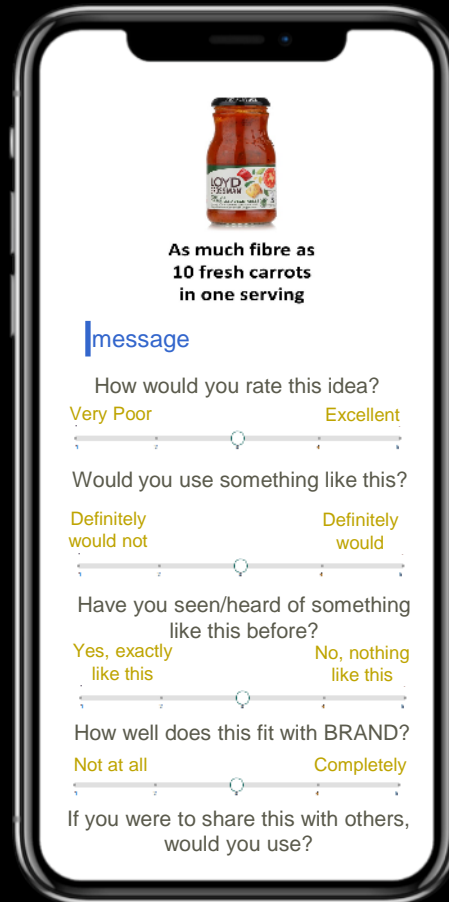 LOYD
GROSSMAN
As much fibre as
10 fresh carrots
in one serving
message
How would you rate this idea?
Very Poor Excellent
Would you use something like this?
Definitely
would not
Definitely
would
Have you seen/heard of something
like this before?
Yes, exactly
like this
No, nothing
like this
How well does this fit with BRAND?
Not at all Completely
If you were to share this with others,
would you use?